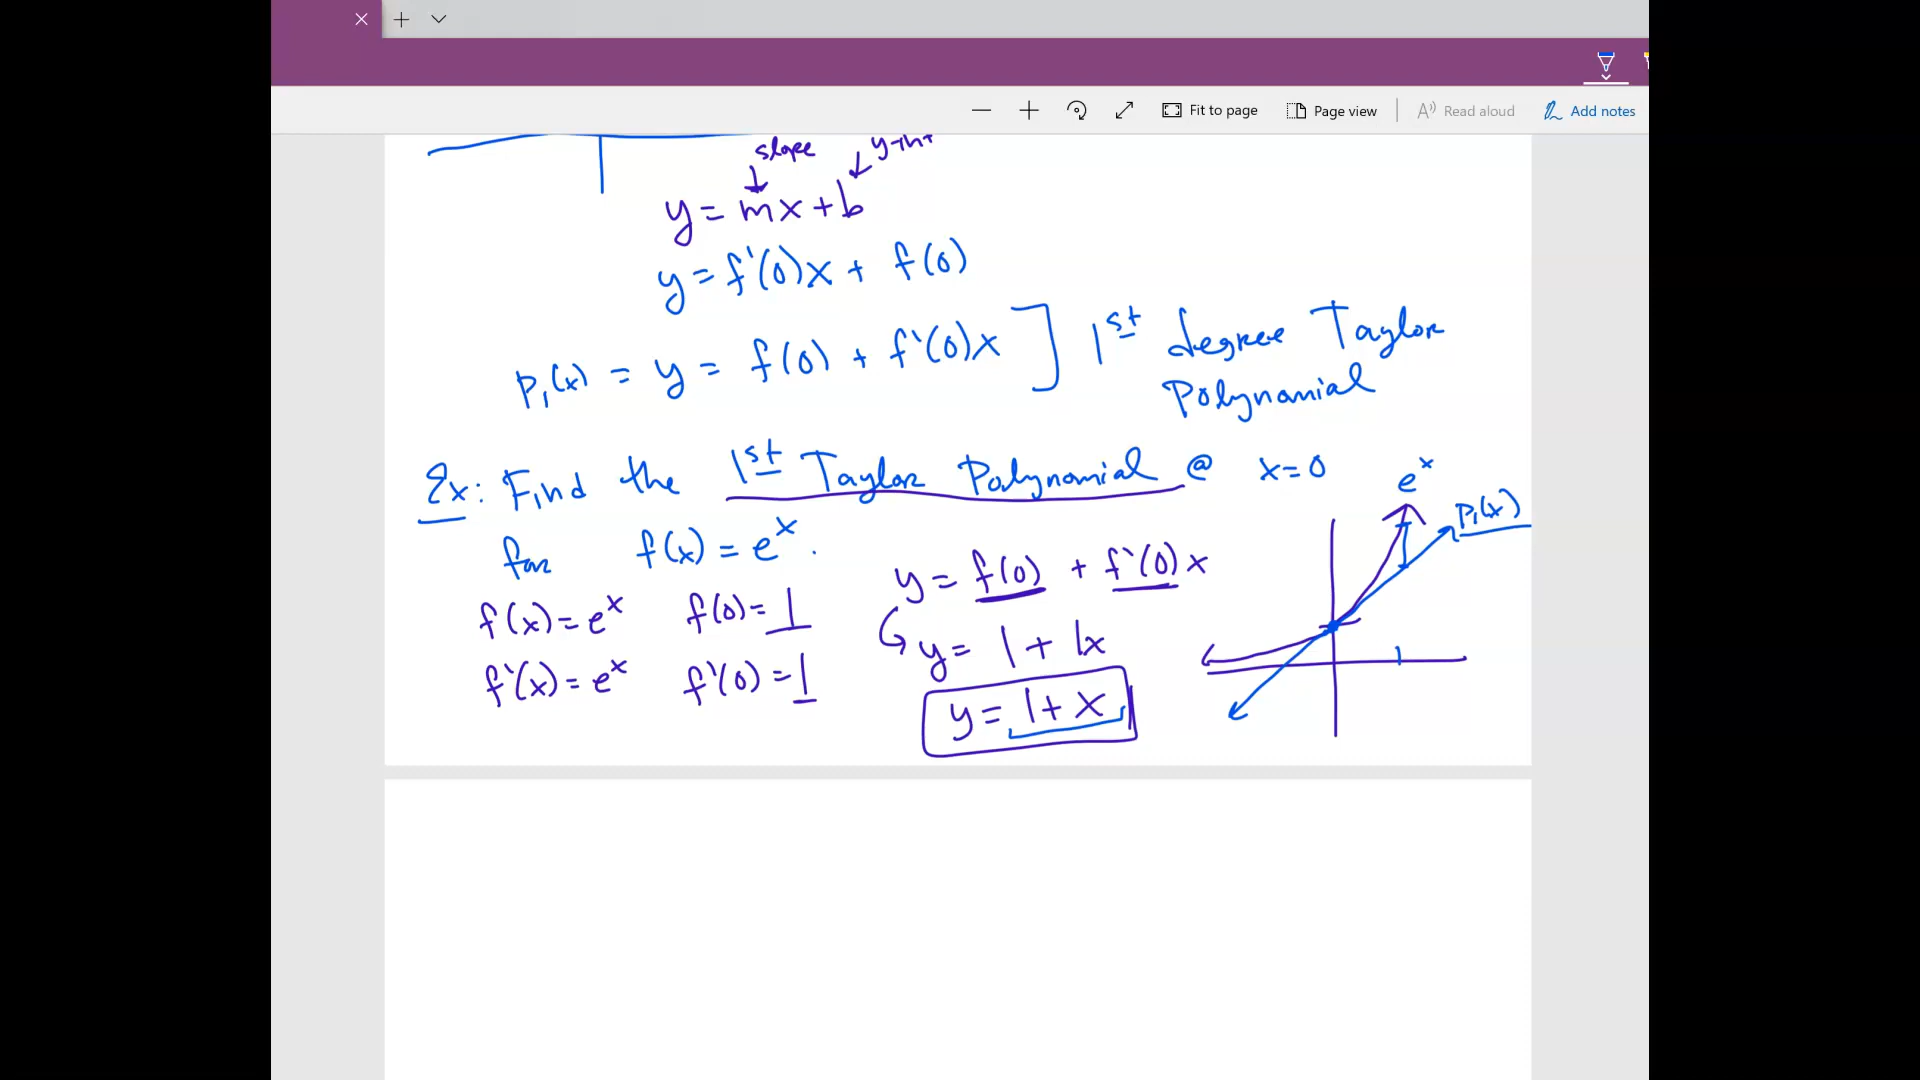 Fit to page Page view Read aloud Add notes
slope y-int
y = mx + b
y = f'(0)x + f(0)
p₁(x) = y = f(0) + f'(0)x ] 1st degree Taylor
Polynomial
Ex: Find the 1st Taylor Polynomial @ x=0
for f(x) = eˣ.
f(x) = eˣ f(0) = 1
f'(x) = eˣ f'(0) = 1
y = f(0) + f'(0)x
y = 1 + 1x
y = 1 + x
eˣ
p₁(x)